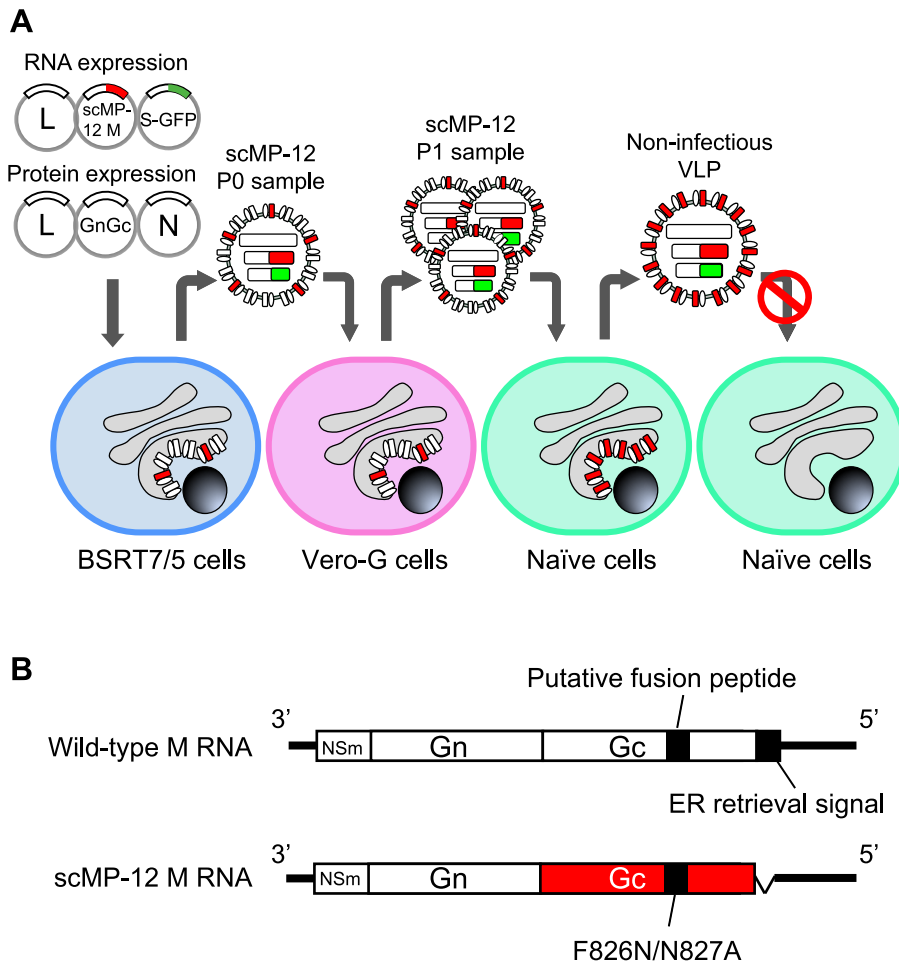 A
RNA expression
L
scMP-
12 M
S-GFP
Protein expression
L
GnGc
N
scMP-12
P0 sample
scMP-12
P1 sample
Non-infectious
VLP
BSRT7/5 cells
Vero-G cells
Naïve cells
Naïve cells
B
Putative fusion peptide
3’
5’
Wild-type M RNA
NSm
Gn
Gc
ER retrieval signal
3’
5’
scMP-12 M RNA
NSm
Gn
Gc
F826N/N827A